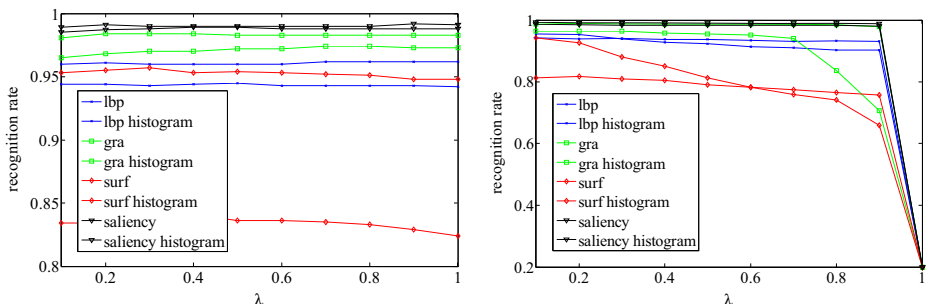 1
0.95
0.9
0.85
0.8
recognition rate
lbp
lbp histogram
gra
gra histogram
surf
surf histogram
saliency
saliency histogram
0.2
0.4
0.6
0.8
1
λ
1
0.8
0.6
0.4
0.2
recognition rate
lbp
lbp histogram
gra
gra histogram
surf
surf histogram
saliency
saliency histogram
0.2
0.4
0.6
0.8
1
λ